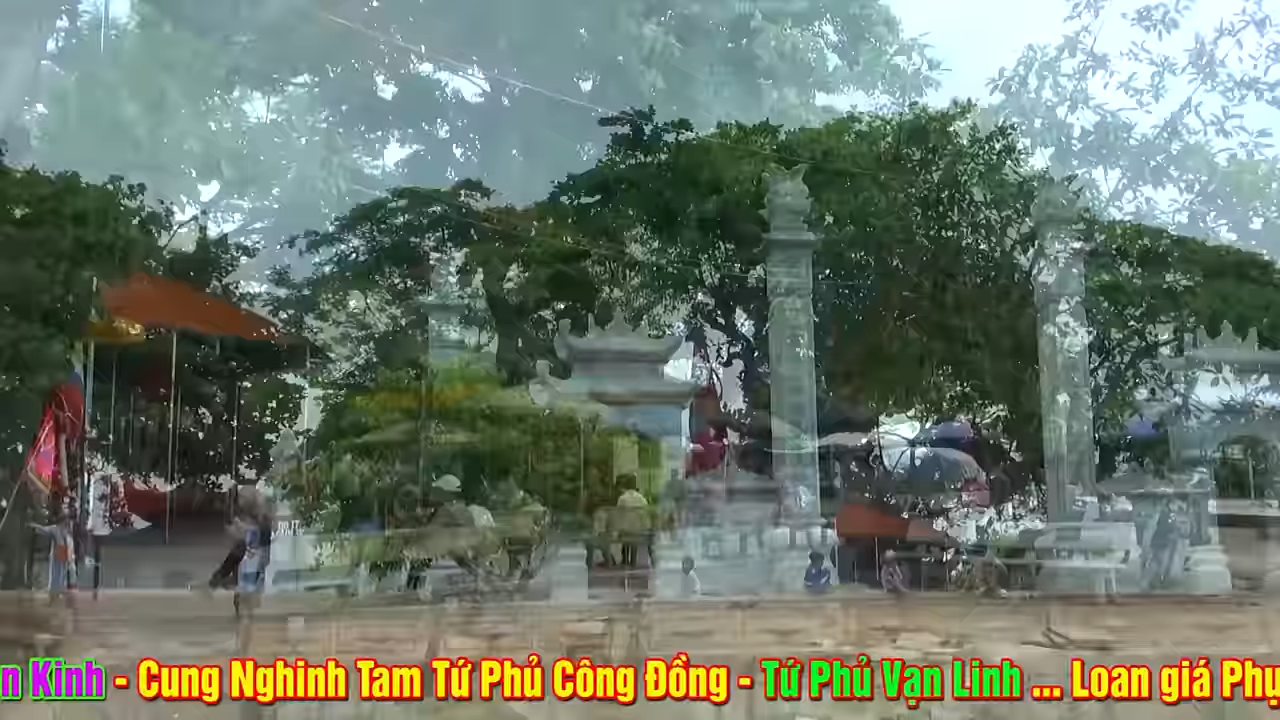 n Kinh - Cung Nghinh Tam Tứ Phủ Công Đồng - Tứ Phủ Vạn Linh ... Loan giá Phụ